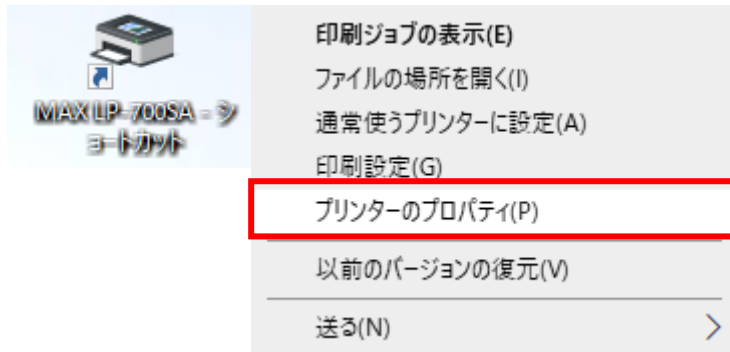 MAX LP-700SA - シ
ョートカット
印刷ジョブの表示(E)
ファイルの場所を開く(I)
通常使うプリンターに設定(A)
印刷設定(G)
プリンターのプロパティ(P)
以前のバージョンの復元(V)
送る(N)